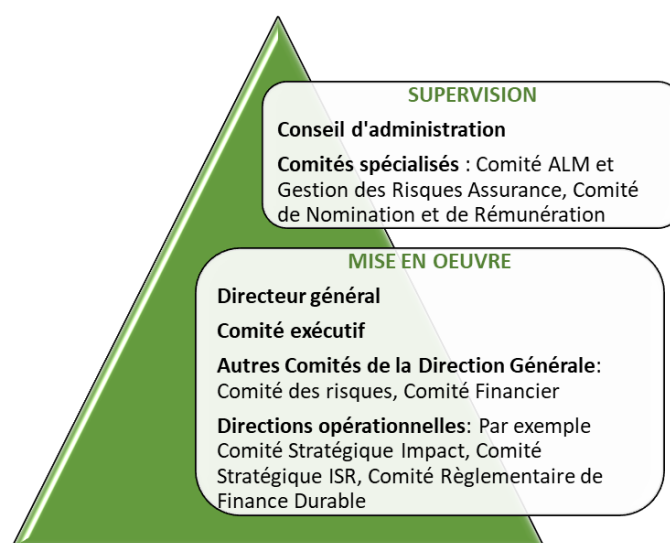 SUPERVISION
Conseil d'administration
Comités spécialisés : Comité ALM et
Gestion des Risques Assurance, Comité
de Nomination et de Rémunération
MISE EN OEUVRE
Directeur général
Comité exécutif
Autres Comités de la Direction Générale:
Comité des risques, Comité Financier
Directions opérationnelles: Par exemple
Comité Stratégique Impact, Comité
Stratégique ISR, Comité Règlementaire de
Finance Durable